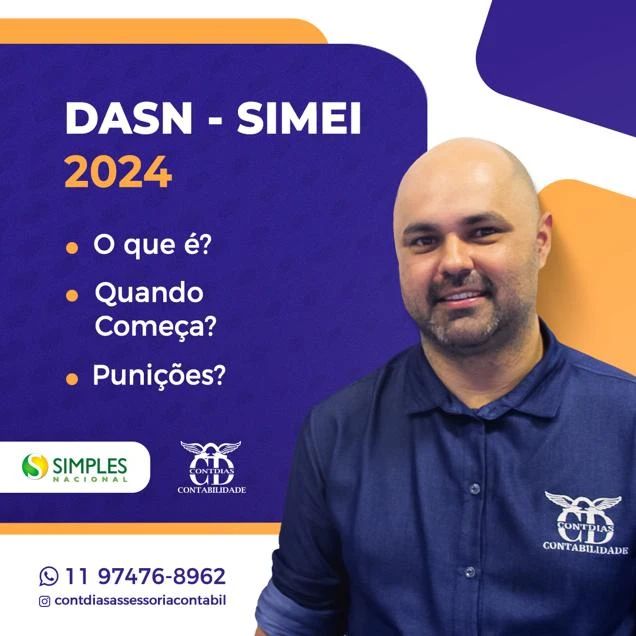 DASN - SIMEI
2024
O que é?
Quando
Começa?
Punições?
SIMPLES
NACIONAL
CD
CONTDIAS
CONTABILIDADE
CD
CONTDIAS
CONTABILIDADE
11 97476-8962
contdiasassessoriacontabil